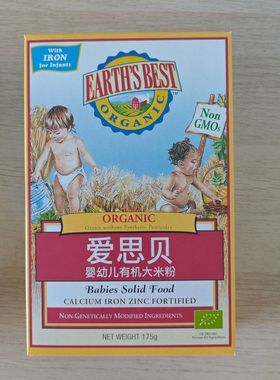 With
IRON
for Infants
EARTH'S BEST
ORGANIC
Non
GMOs
ORGANIC
Grown without Synthetic Pesticides
爱思贝
婴幼儿有机大米粉
Babies Solid Food
CALCIUM IRON ZINC FORTIFIED
NON GENETICALLY MODIFIED INGREDIENTS
NET WEIGHT 175g